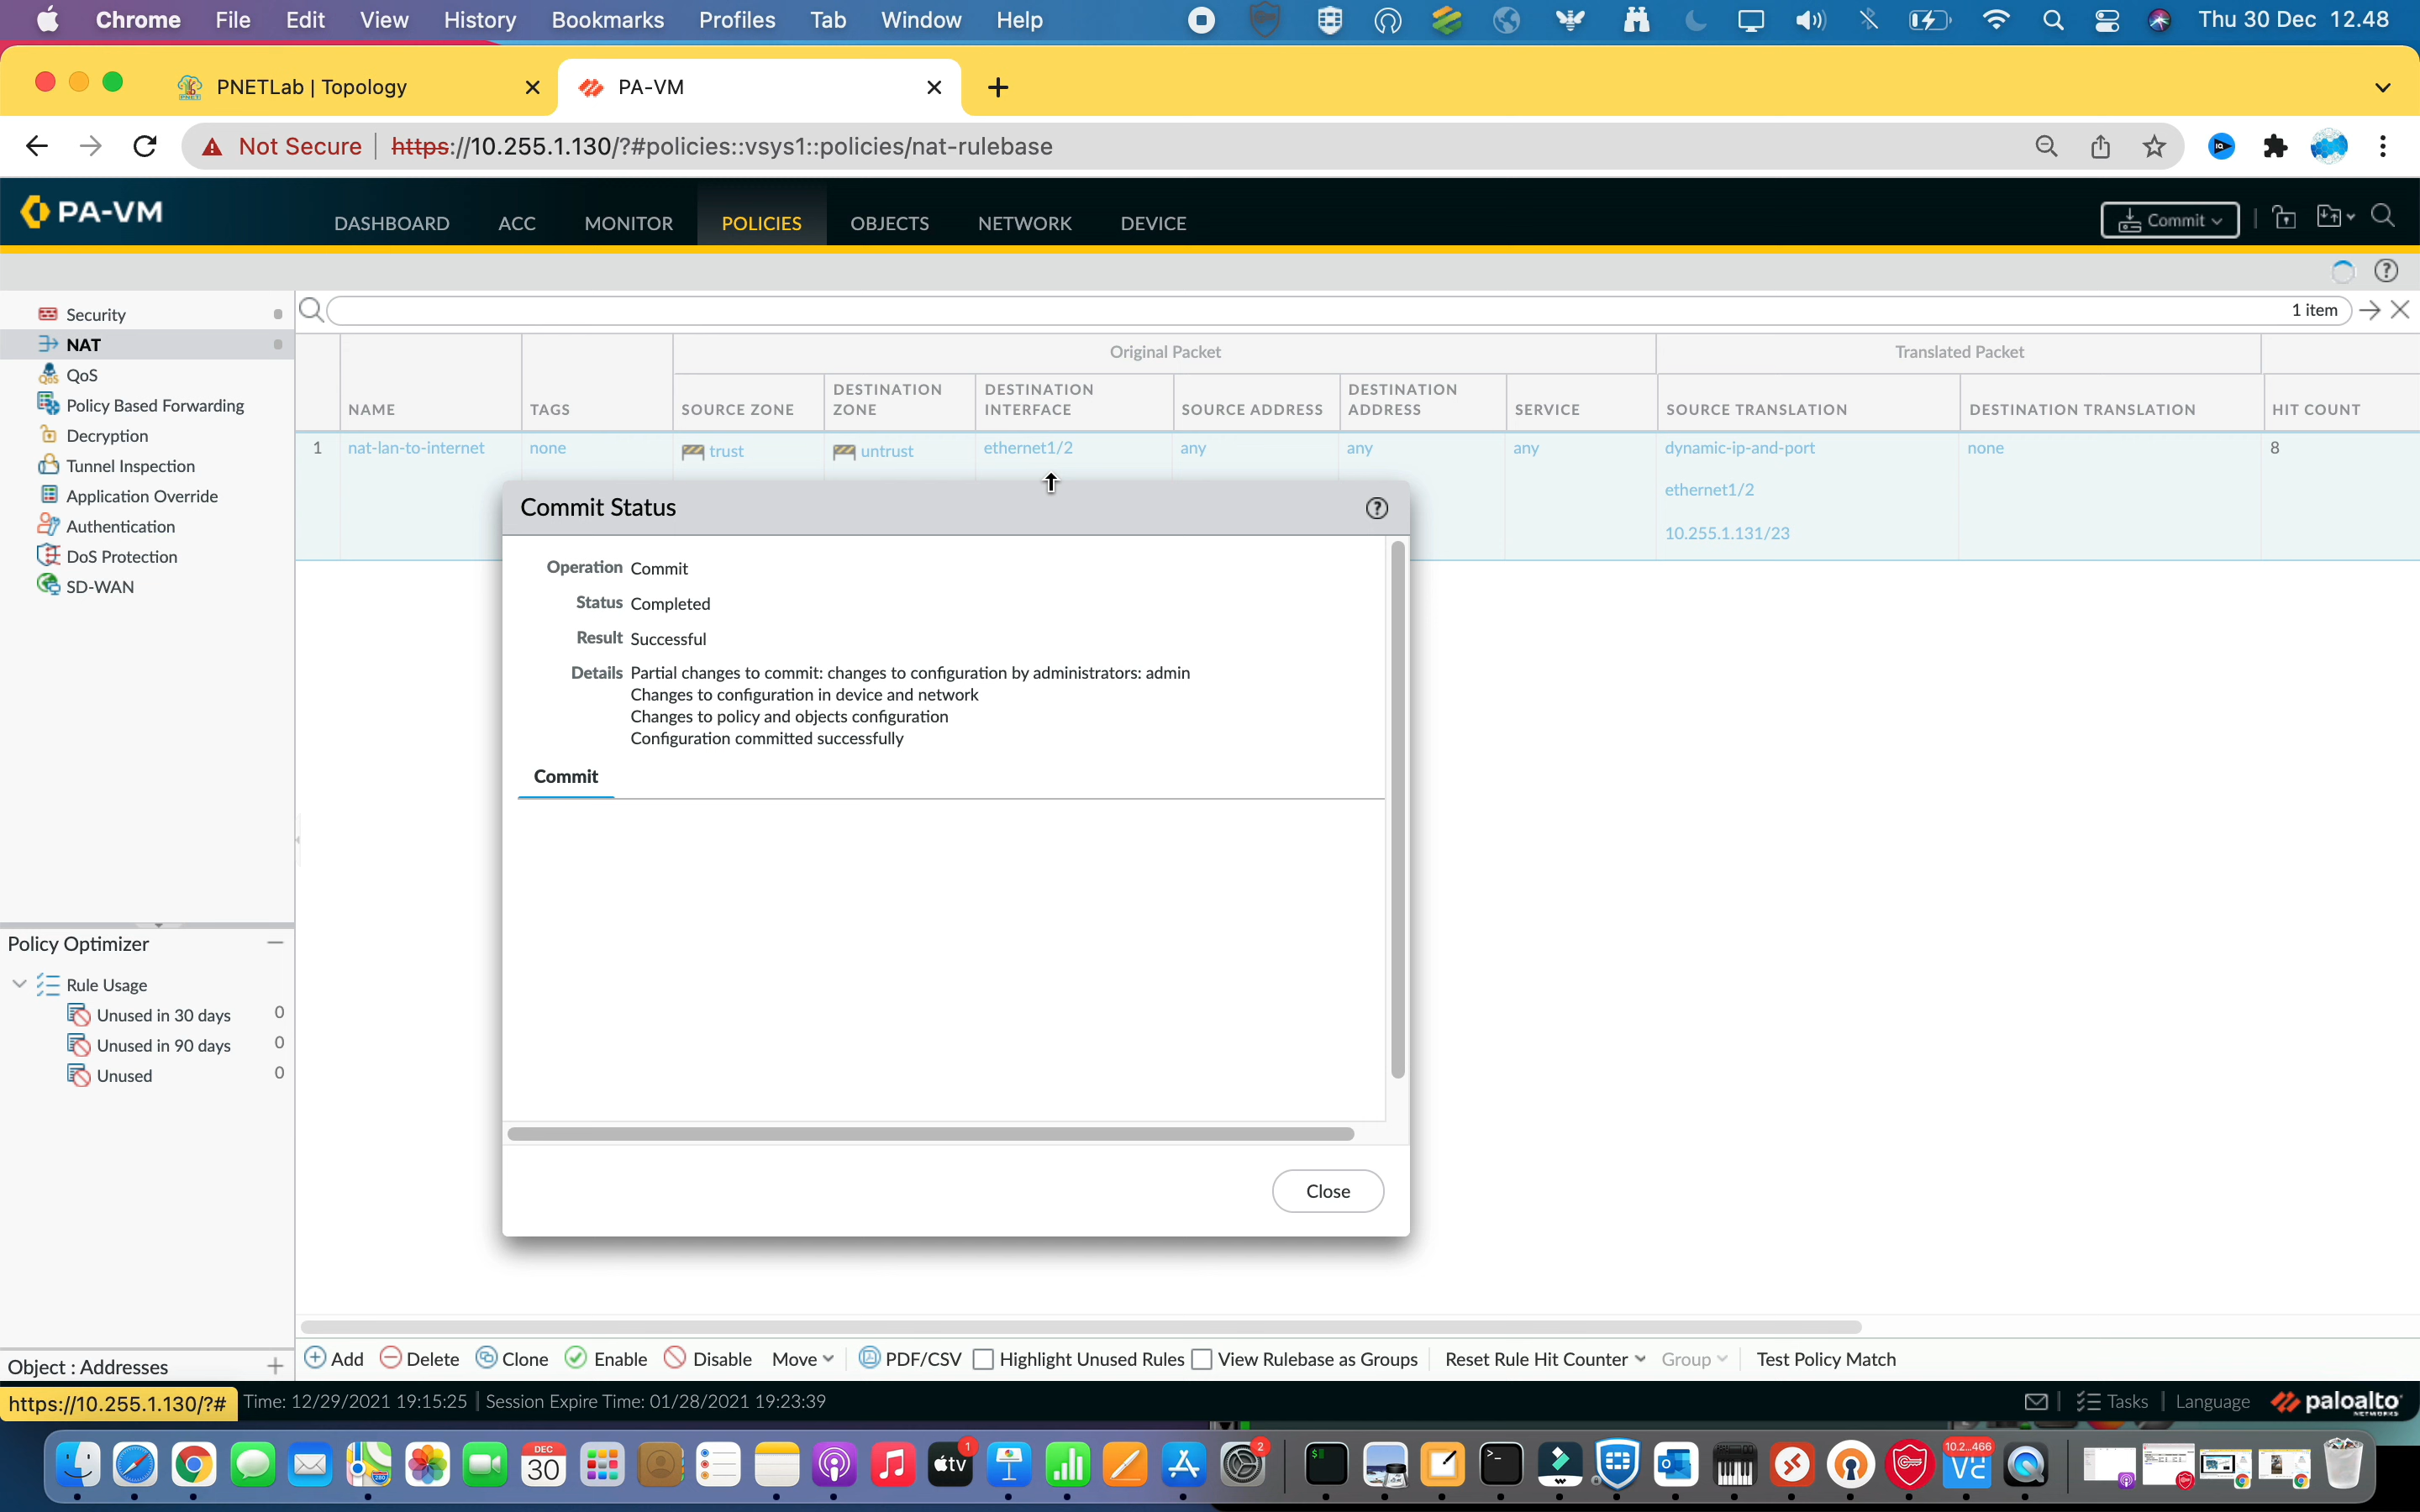 Chrome File Edit View History Bookmarks Profiles Tab Window Help Thu 30 Dec 12.48
PNETLab | Topology PA-VM
Not Secure https://10.255.1.130/?#policies::vsys1::policies/nat-rulebase
PA-VM DASHBOARD ACC MONITOR POLICIES OBJECTS NETWORK DEVICE Commit
Security
NAT
QoS
Policy Based Forwarding
Decryption
Tunnel Inspection
Application Override
Authentication
DoS Protection
SD-WAN
1 item
Original Packet Translated Packet
NAME TAGS SOURCE ZONE DESTINATION ZONE DESTINATION INTERFACE SOURCE ADDRESS DESTINATION ADDRESS SERVICE SOURCE TRANSLATION DESTINATION TRANSLATION HIT COUNT
1 nat-lan-to-internet none trust untrust ethernet1/2 any any any dynamic-ip-and-port none 8
ethernet1/2
10.255.1.131/23
Commit Status
Operation Commit
Status Completed
Result Successful
Details Partial changes to commit: changes to configuration by administrators: admin
Changes to configuration in device and network
Changes to policy and objects configuration
Configuration committed successfully
Commit
Close
Policy Optimizer
Rule Usage
Unused in 30 days 0
Unused in 90 days 0
Unused 0
Object : Addresses
Add Delete Clone Enable Disable Move PDF/CSV Highlight Unused Rules View Rulebase as Groups Reset Rule Hit Counter Group Test Policy Match
https://10.255.1.130/?# Time: 12/29/2021 19:15:25 Session Expire Time: 01/28/2021 19:23:39 Tasks Language paloalto NETWORKS
DEC
30
tv
1
2
10.2...466